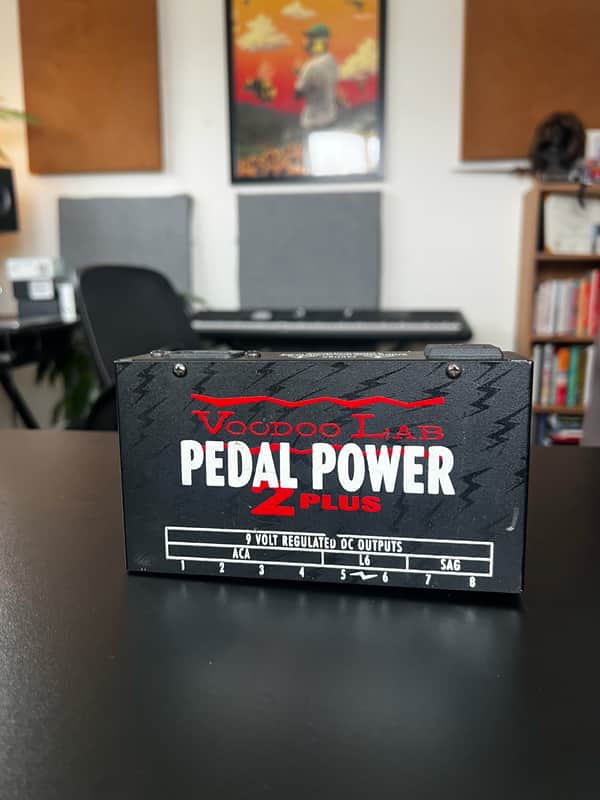 VOODOO LAB
PEDAL POWER
2 PLUS
9 VOLT REGULATED DC OUTPUTS
ACA L6 SAG
1 2 3 4 5 6 7 8